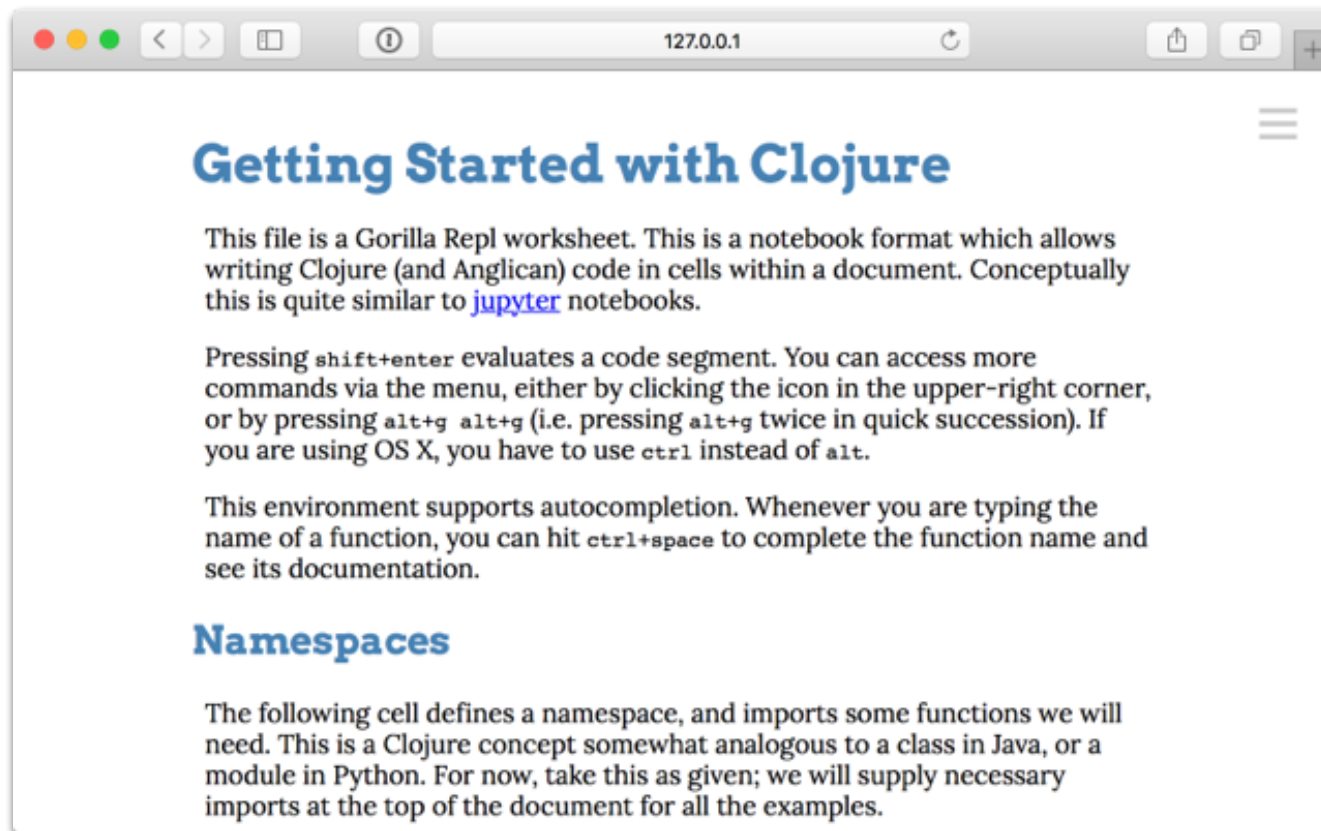 127.0.0.1
Getting Started with Clojure
This file is a Gorilla Repl worksheet. This is a notebook format which allows
writing Clojure (and Anglican) code in cells within a document. Conceptually
this is quite similar to jupyter notebooks.
Pressing shift+enter evaluates a code segment. You can access more
commands via the menu, either by clicking the icon in the upper-right corner,
or by pressing alt+g alt+g (i.e. pressing alt+g twice in quick succession). If
you are using OS X, you have to use ctrl instead of alt.
This environment supports autocompletion. Whenever you are typing the
name of a function, you can hit ctrl+space to complete the function name and
see its documentation.
Namespaces
The following cell defines a namespace, and imports some functions we will
need. This is a Clojure concept somewhat analogous to a class in Java, or a
module in Python. For now, take this as given; we will supply necessary
imports at the top of the document for all the examples.